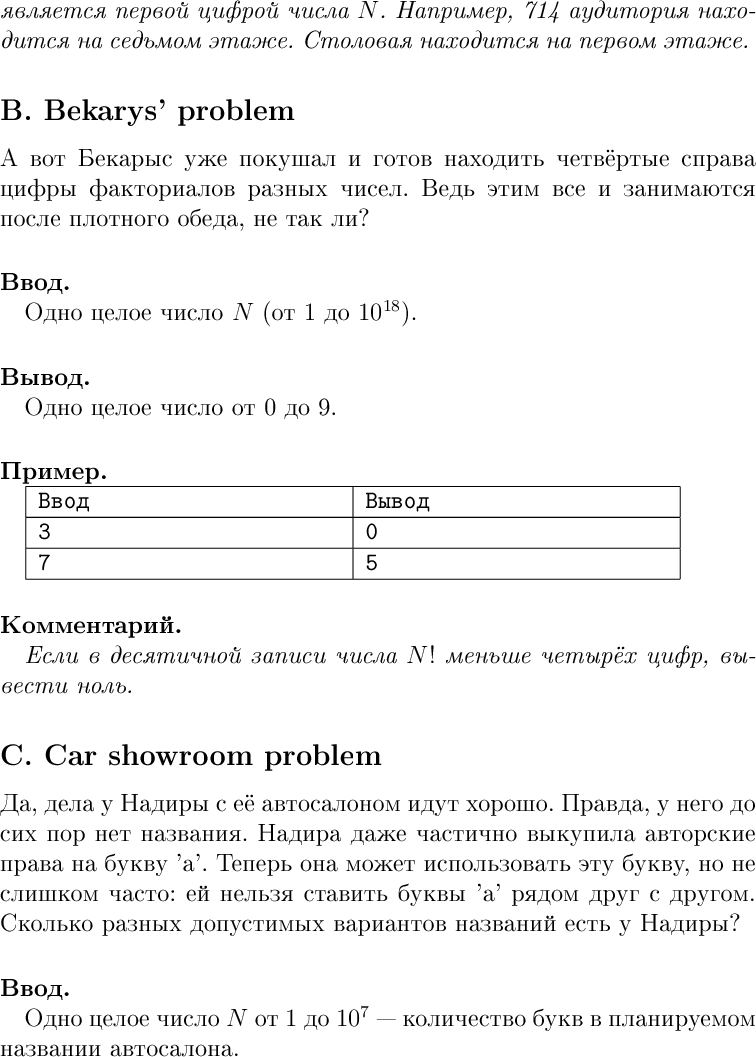 является первой цифрой числа N. Например, 714 аудитория нахо-
дится на седьмом этаже. Столовая находится на первом этаже.
B. Bekarys' problem
А вот Бекарыс уже покушал и готов находить четвёртые справа
цифры факториалов разных чисел. Ведь этим все и занимаются
после плотного обеда, не так ли?
Ввод.
Одно целое число N (от 1 до 10^18).
Вывод.
Одно целое число от 0 до 9.
Пример.
Ввод Вывод
3 0
7 5
Комментарий.
Если в десятичной записи числа N! меньше четырёх цифр, вы-
вести ноль.
C. Car showroom problem
Да, дела у Надиры с её автосалоном идут хорошо. Правда, у него до
сих пор нет названия. Надира даже частично выкупила авторские
права на букву 'а'. Теперь она может использовать эту букву, но не
слишком часто: ей нельзя ставить буквы 'а' рядом друг с другом.
Сколько разных допустимых вариантов названий есть у Надиры?
Ввод.
Одно целое число N от 1 до 10^7 — количество букв в планируемом
названии автосалона.